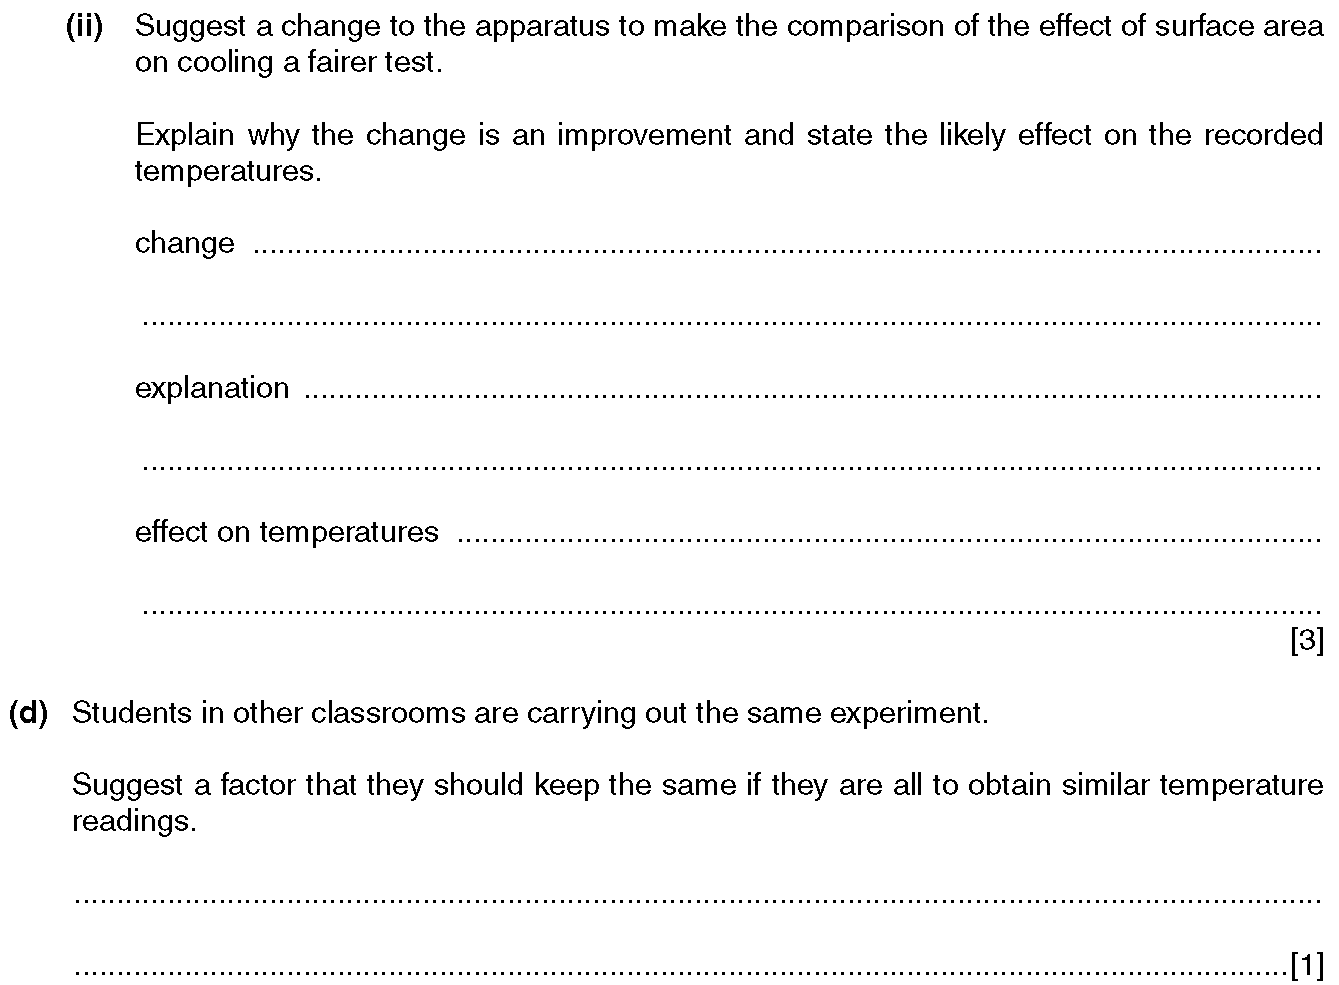 (ii) Suggest a change to the apparatus to make the comparison of the effect of surface area
on cooling a fairer test.
Explain why the change is an improvement and state the likely effect on the recorded
temperatures.
change ..............................................................................................................................
..............................................................................................................................
explanation ..............................................................................................................................
..............................................................................................................................
effect on temperatures ..............................................................................................................................
..............................................................................................................................
[3]
(d) Students in other classrooms are carrying out the same experiment.
Suggest a factor that they should keep the same if they are all to obtain similar temperature
readings.
..............................................................................................................................
..............................................................................................................................[1]